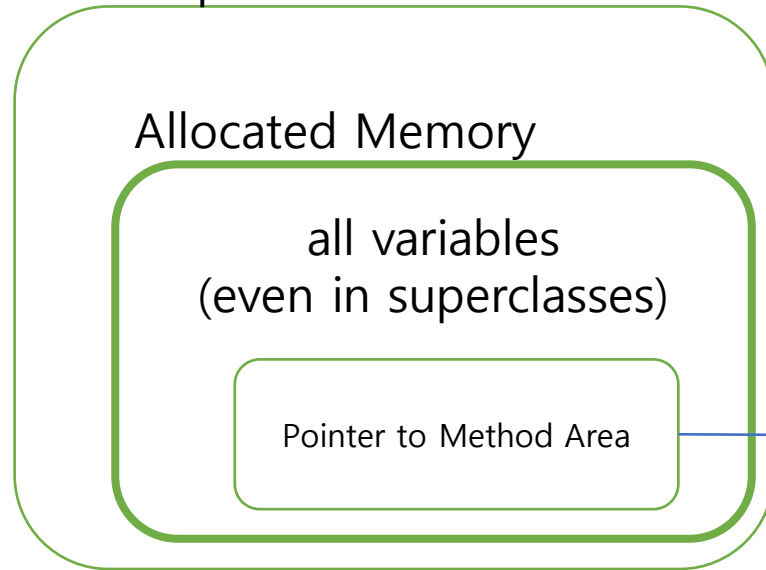 Allocated Memory
all variables
(even in superclasses)
Pointer to Method Area